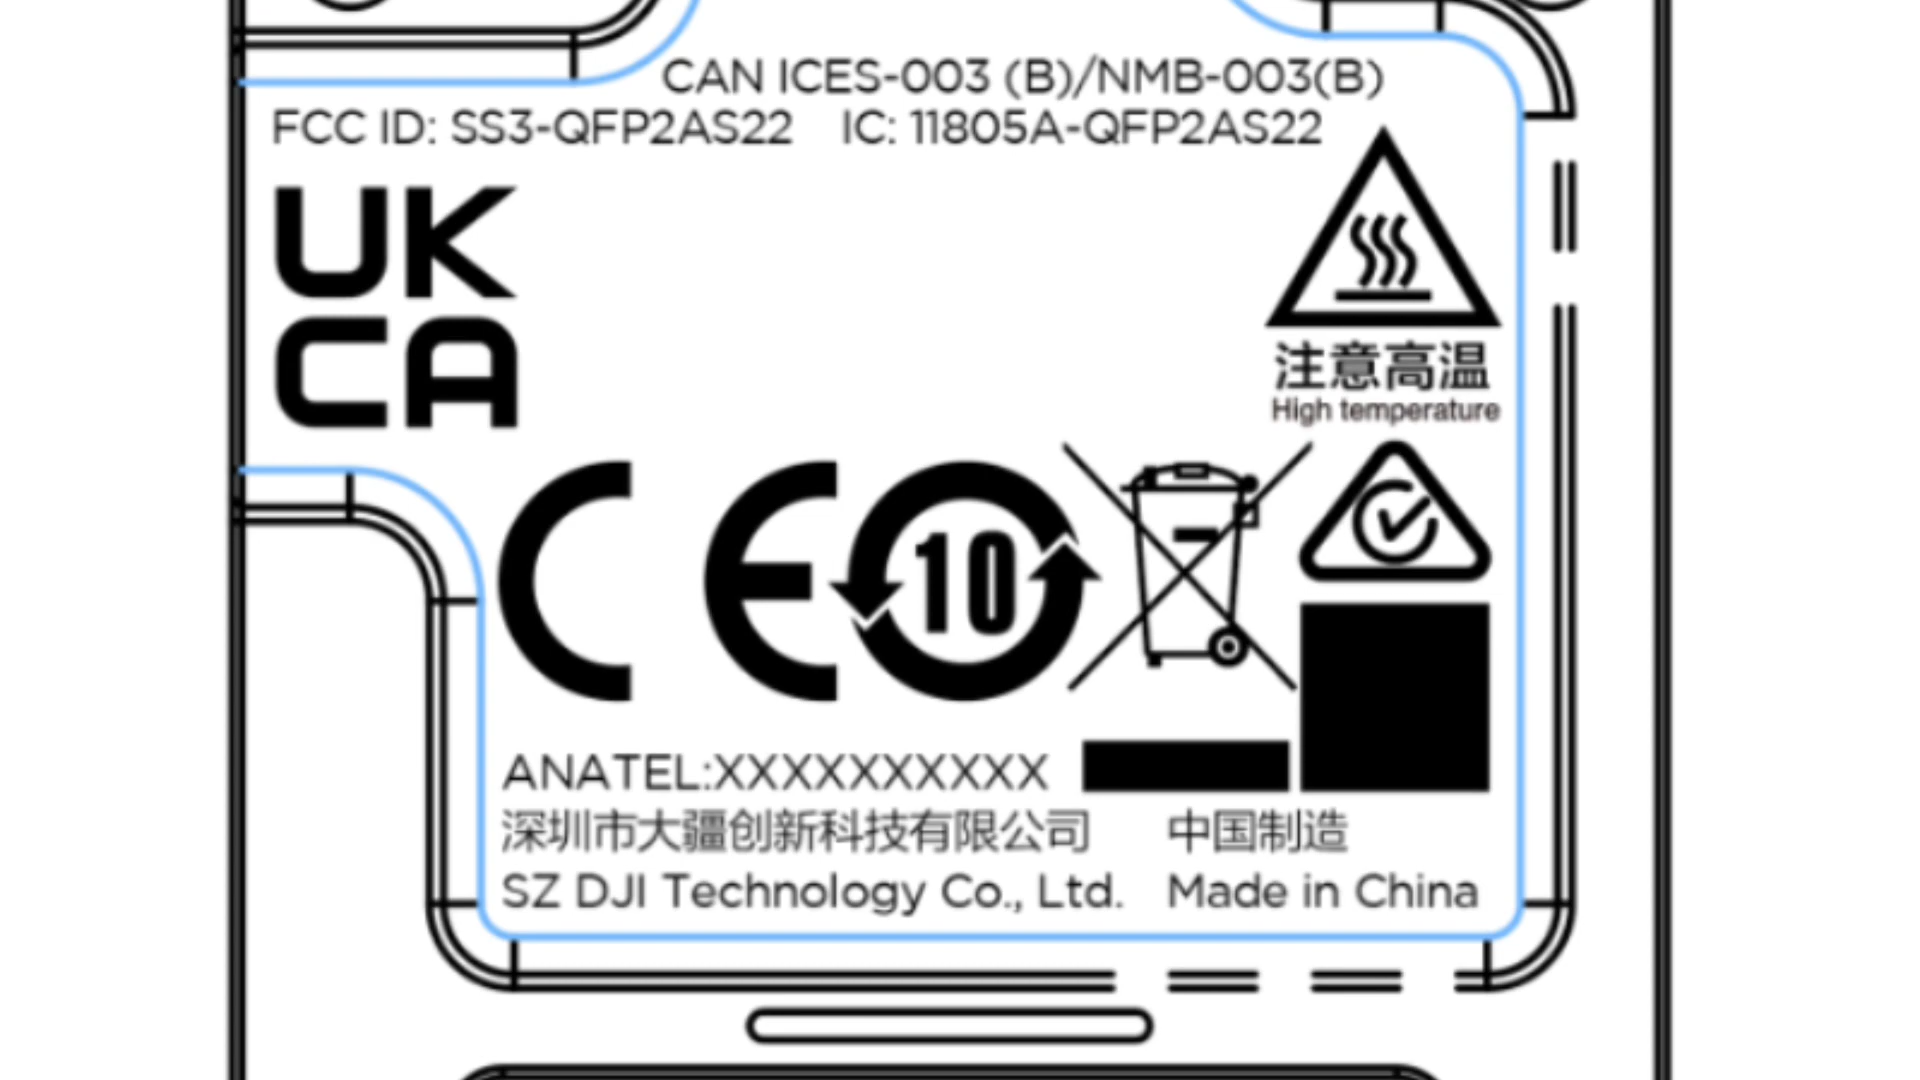 CAN ICES-003 (B)/NMB-003(B)
FCC ID: SS3-QFP2AS22 IC: 11805A-QFP2AS22
UK
CA
注意高温
High temperature
CE
10
ANATEL:XXXXXXXXXX
深圳市大疆创新科技有限公司 中国制造
SZ DJI Technology Co., Ltd. Made in China